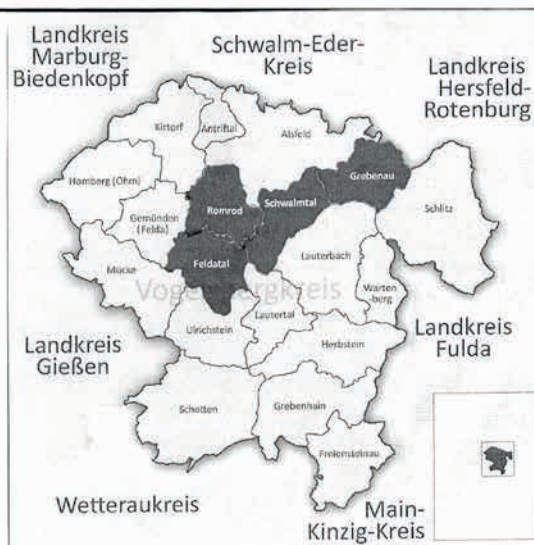 Landkreis
Marburg-
Biedenkopf
Schwalm-Eder-
Kreis
Landkreis
Hersfeld-
Rotenburg
Kirtorf
Antrifttal
Alsfeld
Homberg (Ohm)
Romrod
Schwalmtal
Grebenau
Schlitz
Gemünden
(Felda)
Feldatal
Lauterbach
Mücke
Vogelsbergkreis
Warten-
berg
Ulrichstein
Lautertal
Herbstein
Landkreis
Gießen
Landkreis
Fulda
Schotten
Grebenhain
Freiensteinau
Wetteraukreis
Main-
Kinzig-Kreis